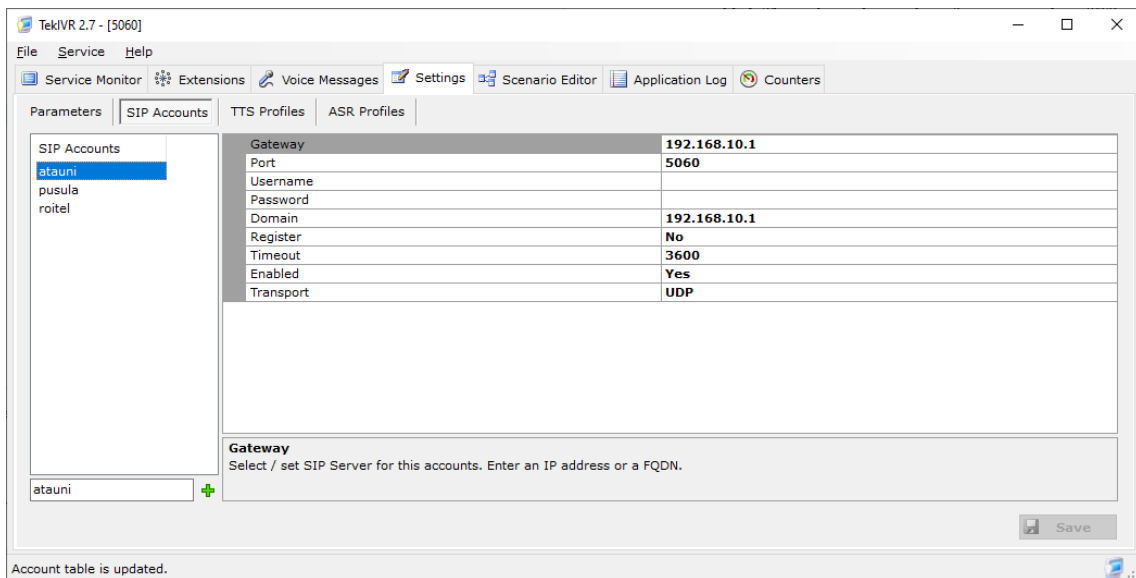 TekIVR 2.7 - [5060]
File Service Help
Service Monitor Extensions Voice Messages Settings Scenario Editor Application Log Counters
Parameters SIP Accounts TTS Profiles ASR Profiles
SIP Accounts
atauni
pusula
roitel
atauni
Gateway 192.168.10.1
Port 5060
Username
Password
Domain 192.168.10.1
Register No
Timeout 3600
Enabled Yes
Transport UDP
Gateway
Select / set SIP Server for this accounts. Enter an IP address or a FQDN.
Save
Account table is updated.